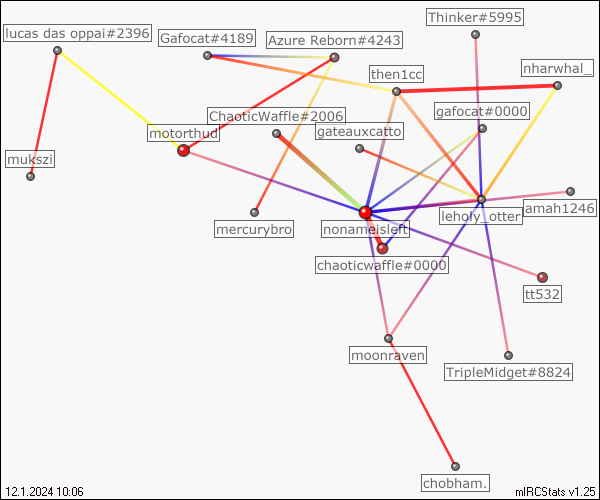 Thinker#5995
lucas das oppai#2396
Gafocat#4189
Azure Reborn#4243
then1cc
nharwhal_
ChaoticWaffle#2006
gafocat#0000
motorthud
gateauxcatto
mukszi
mercurybro
nonameisleft
leholy_otter
amah1246
chaoticwaffle#0000
tt532
moonraven
TripleMidget#8824
chobham.
12.1.2024 10:06
mIRCStats v1.25